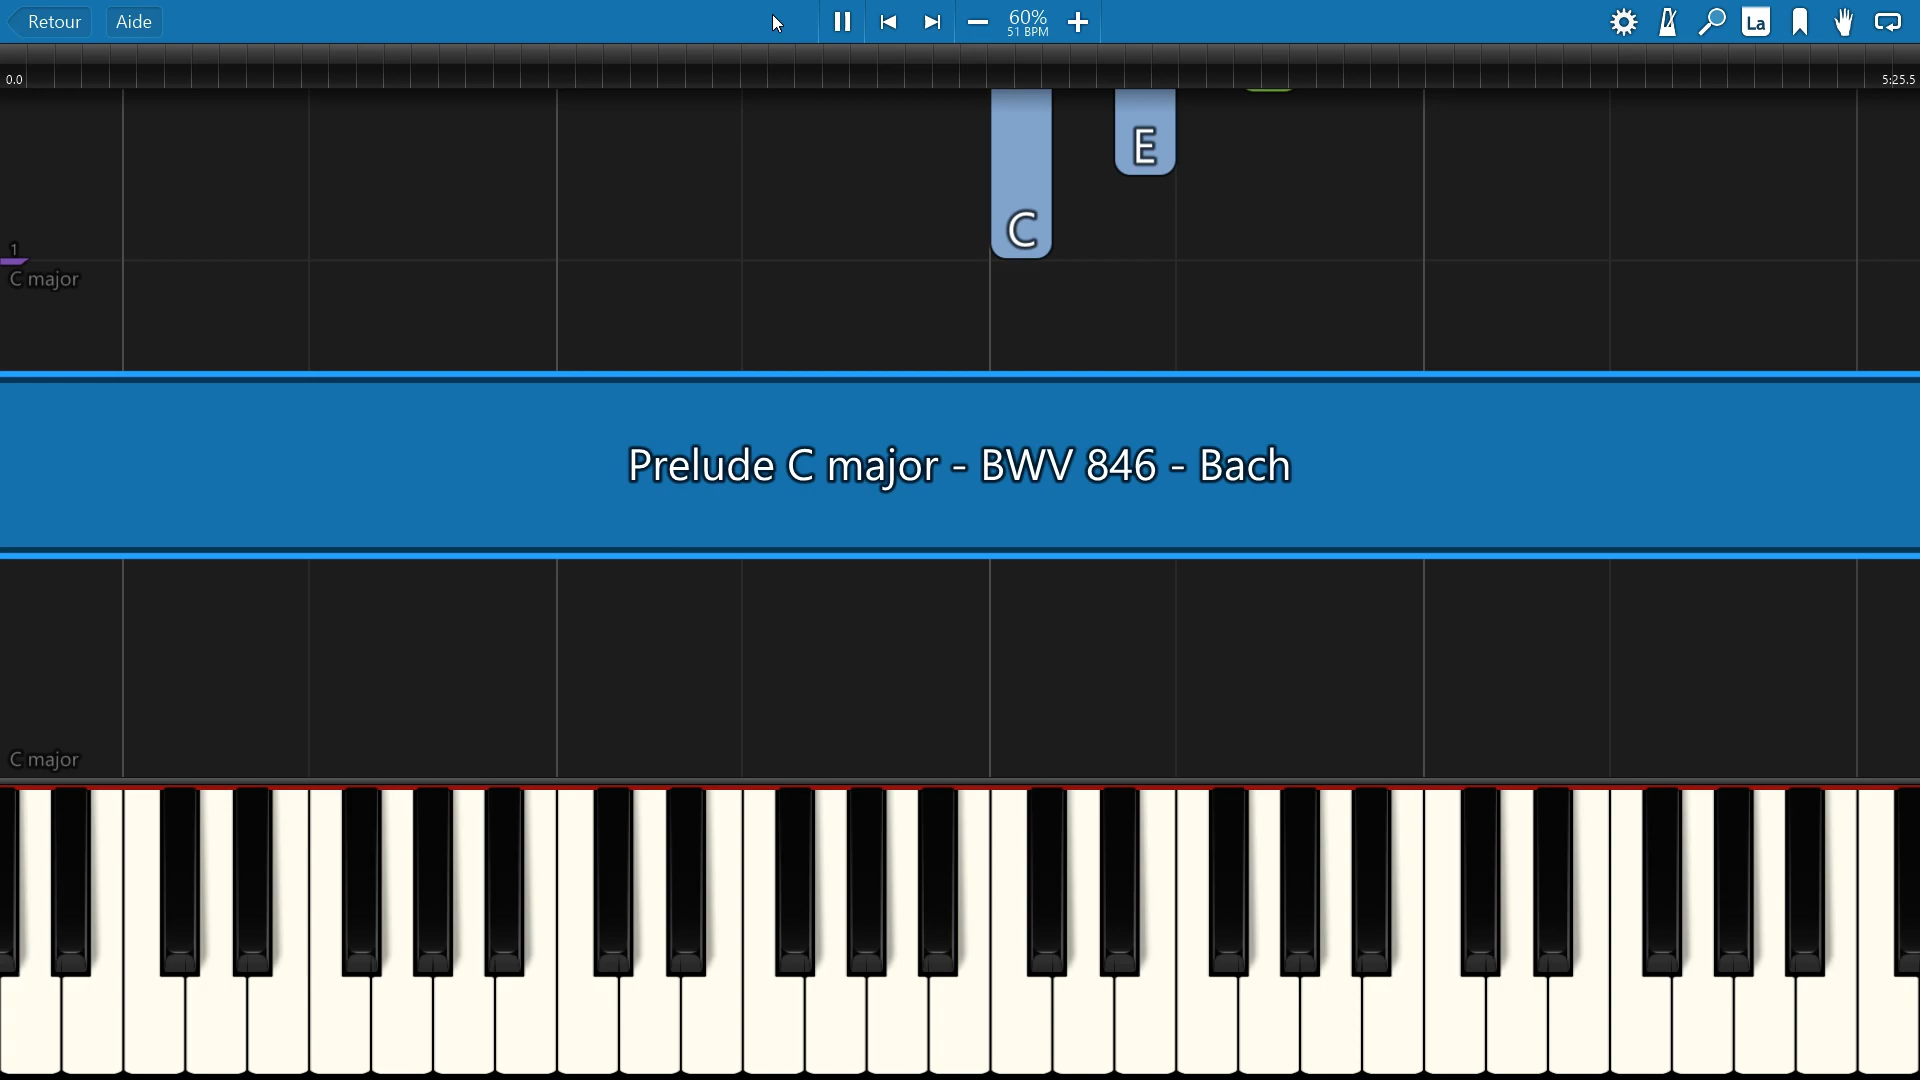 Retour
Aide
60%
51 BPM
La
0.0
5:25.5
E
C
1
C major
Prelude C major - BWV 846 - Bach
C major